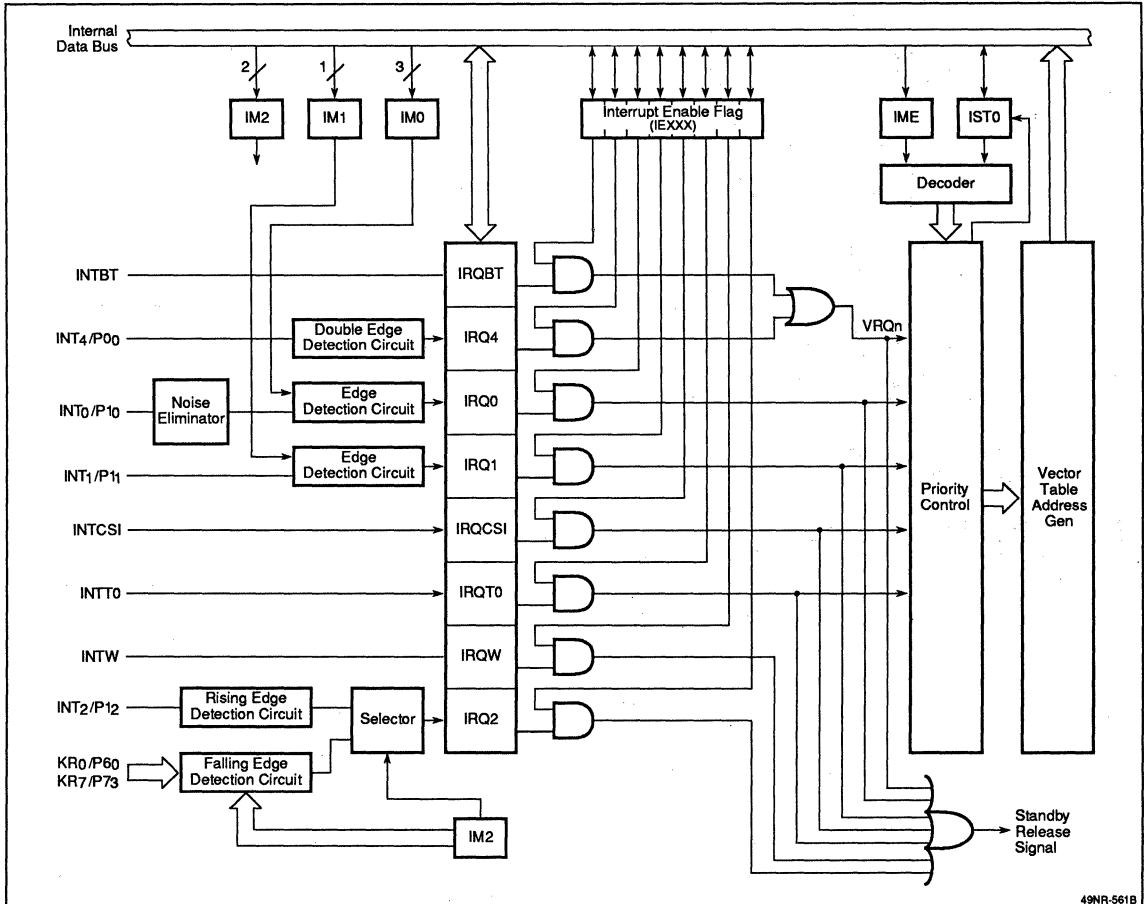 Internal
Data Bus
2
1
3
IM2
IM1
IM0
Interrupt Enable Flag
(IEXXX)
IME
IST0
Decoder
INTBT
IRQBT
INT4/P00
Double Edge
Detection Circuit
IRQ4
VRQn
INT0/P10
Noise
Eliminator
Edge
Detection Circuit
IRQ0
INT1/P11
Edge
Detection Circuit
IRQ1
Priority
Control
Vector
Table
Address
Gen
INTCSI
IRQCSI
INTT0
IRQT0
INTW
IRQW
INT2/P12
Rising Edge
Detection Circuit
Selector
IRQ2
KR0/P60
KR7/P73
Falling Edge
Detection Circuit
IM2
Standby
Release
Signal
49NR-561B